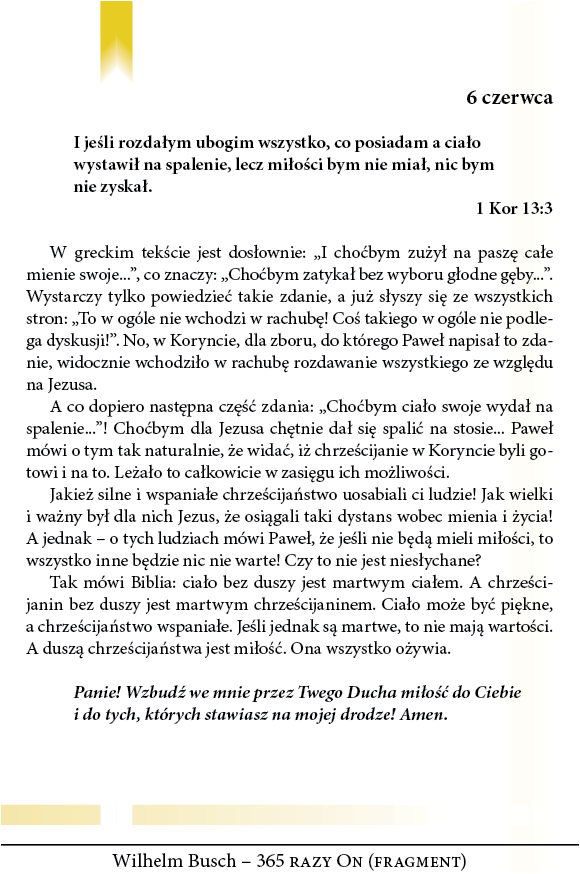 6 czerwca
I jeśli rozdałym ubogim wszystko, co posiadam a ciało
wystawił na spalenie, lecz miłości bym nie miał, nic bym
nie zyskał.
1 Kor 13:3
W greckim tekście jest dosłownie: „I choćbym zużył na paszę całe
mienie swoje...”, co znaczy: „Choćbym zatykał bez wyboru głodne gęby...”.
Wystarczy tylko powiedzieć takie zdanie, a już słyszy się ze wszystkich
stron: „To w ogóle nie wchodzi w rachubę! Coś takiego w ogóle nie podle-
ga dyskusji!”. No, w Koryncie, dla zboru, do którego Paweł napisał to zda-
nie, widocznie wchodziło w rachubę rozdawanie wszystkiego ze względu
na Jezusa.
A co dopiero następna część zdania: „Choćbym ciało swoje wydał na
spalenie...”! Choćbym dla Jezusa chętnie dał się spalić na stosie... Paweł
mówi o tym tak naturalnie, że widać, iż chrześcijanie w Koryncie byli go-
towi i na to. Leżało to całkowicie w zasięgu ich możliwości.
Jakież silne i wspaniałe chrześcijaństwo uosabiali ci ludzie! Jak wielki
i ważny był dla nich Jezus, że osiągali taki dystans wobec mienia i życia!
A jednak – o tych ludziach mówi Paweł, że jeśli nie będą mieli miłości, to
wszystko inne będzie nic nie warte! Czy to nie jest niesłychane?
Tak mówi Biblia: ciało bez duszy jest martwym ciałem. A chrześci-
janin bez duszy jest martwym chrześcijaninem. Ciało może być piękne,
a chrześcijaństwo wspaniałe. Jeśli jednak są martwe, to nie mają wartości.
A duszą chrześcijaństwa jest miłość. Ona wszystko ożywia.
Panie! Wzbudź we mnie przez Twego Ducha miłość do Ciebie
i do tych, których stawiasz na mojej drodze! Amen.
Wilhelm Busch – 365 RAZY ON (FRAGMENT)